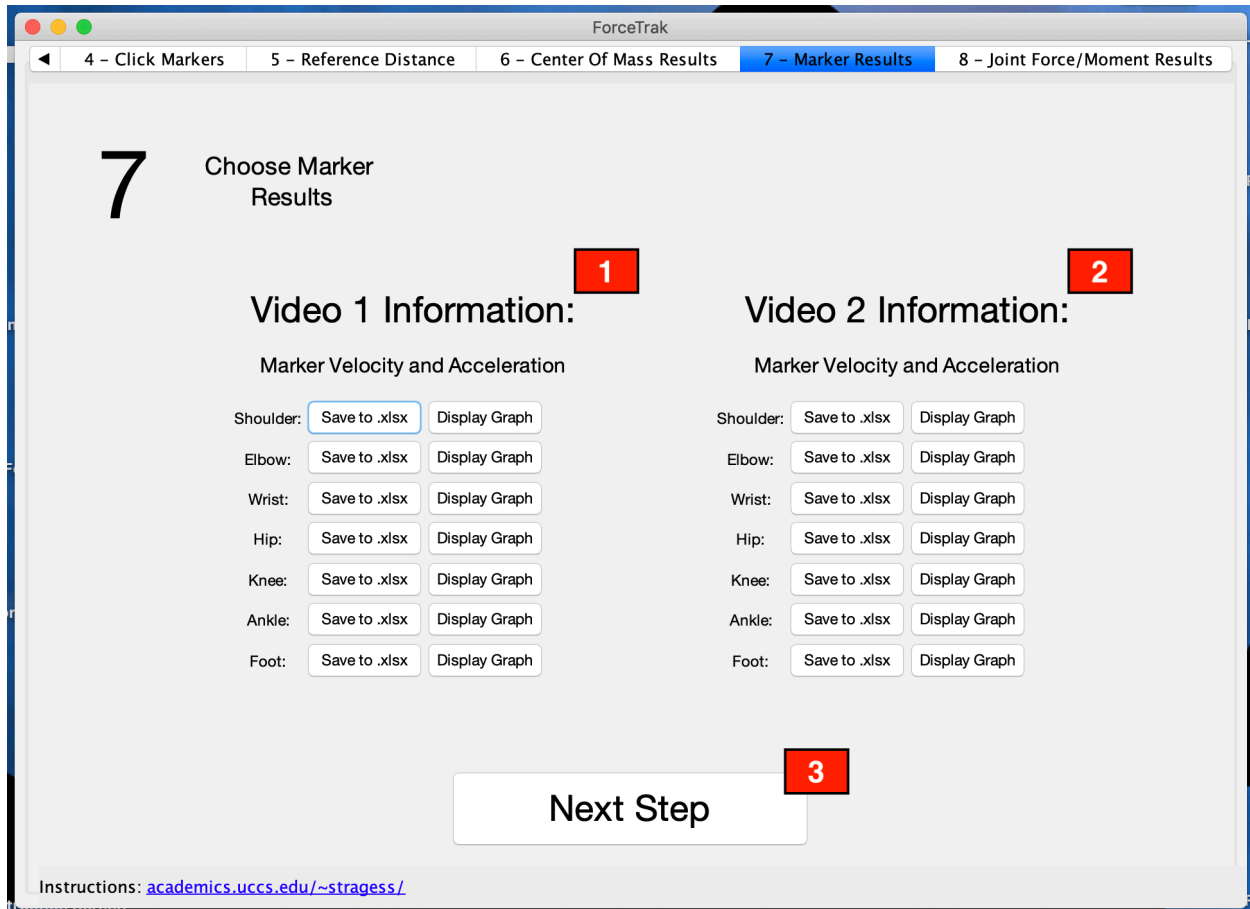 ForceTrak
◀ 4 – Click Markers 5 – Reference Distance 6 – Center Of Mass Results 7 – Marker Results 8 – Joint Force/Moment Results
7
Choose Marker
Results
1
2
Video 1 Information:
Video 2 Information:
Marker Velocity and Acceleration
Marker Velocity and Acceleration
Shoulder: Save to .xlsx Display Graph
Shoulder: Save to .xlsx Display Graph
Elbow: Save to .xlsx Display Graph
Elbow: Save to .xlsx Display Graph
Wrist: Save to .xlsx Display Graph
Wrist: Save to .xlsx Display Graph
Hip: Save to .xlsx Display Graph
Hip: Save to .xlsx Display Graph
Knee: Save to .xlsx Display Graph
Knee: Save to .xlsx Display Graph
Ankle: Save to .xlsx Display Graph
Ankle: Save to .xlsx Display Graph
Foot: Save to .xlsx Display Graph
Foot: Save to .xlsx Display Graph
3
Next Step
Instructions: academics.uccs.edu/~stragess/